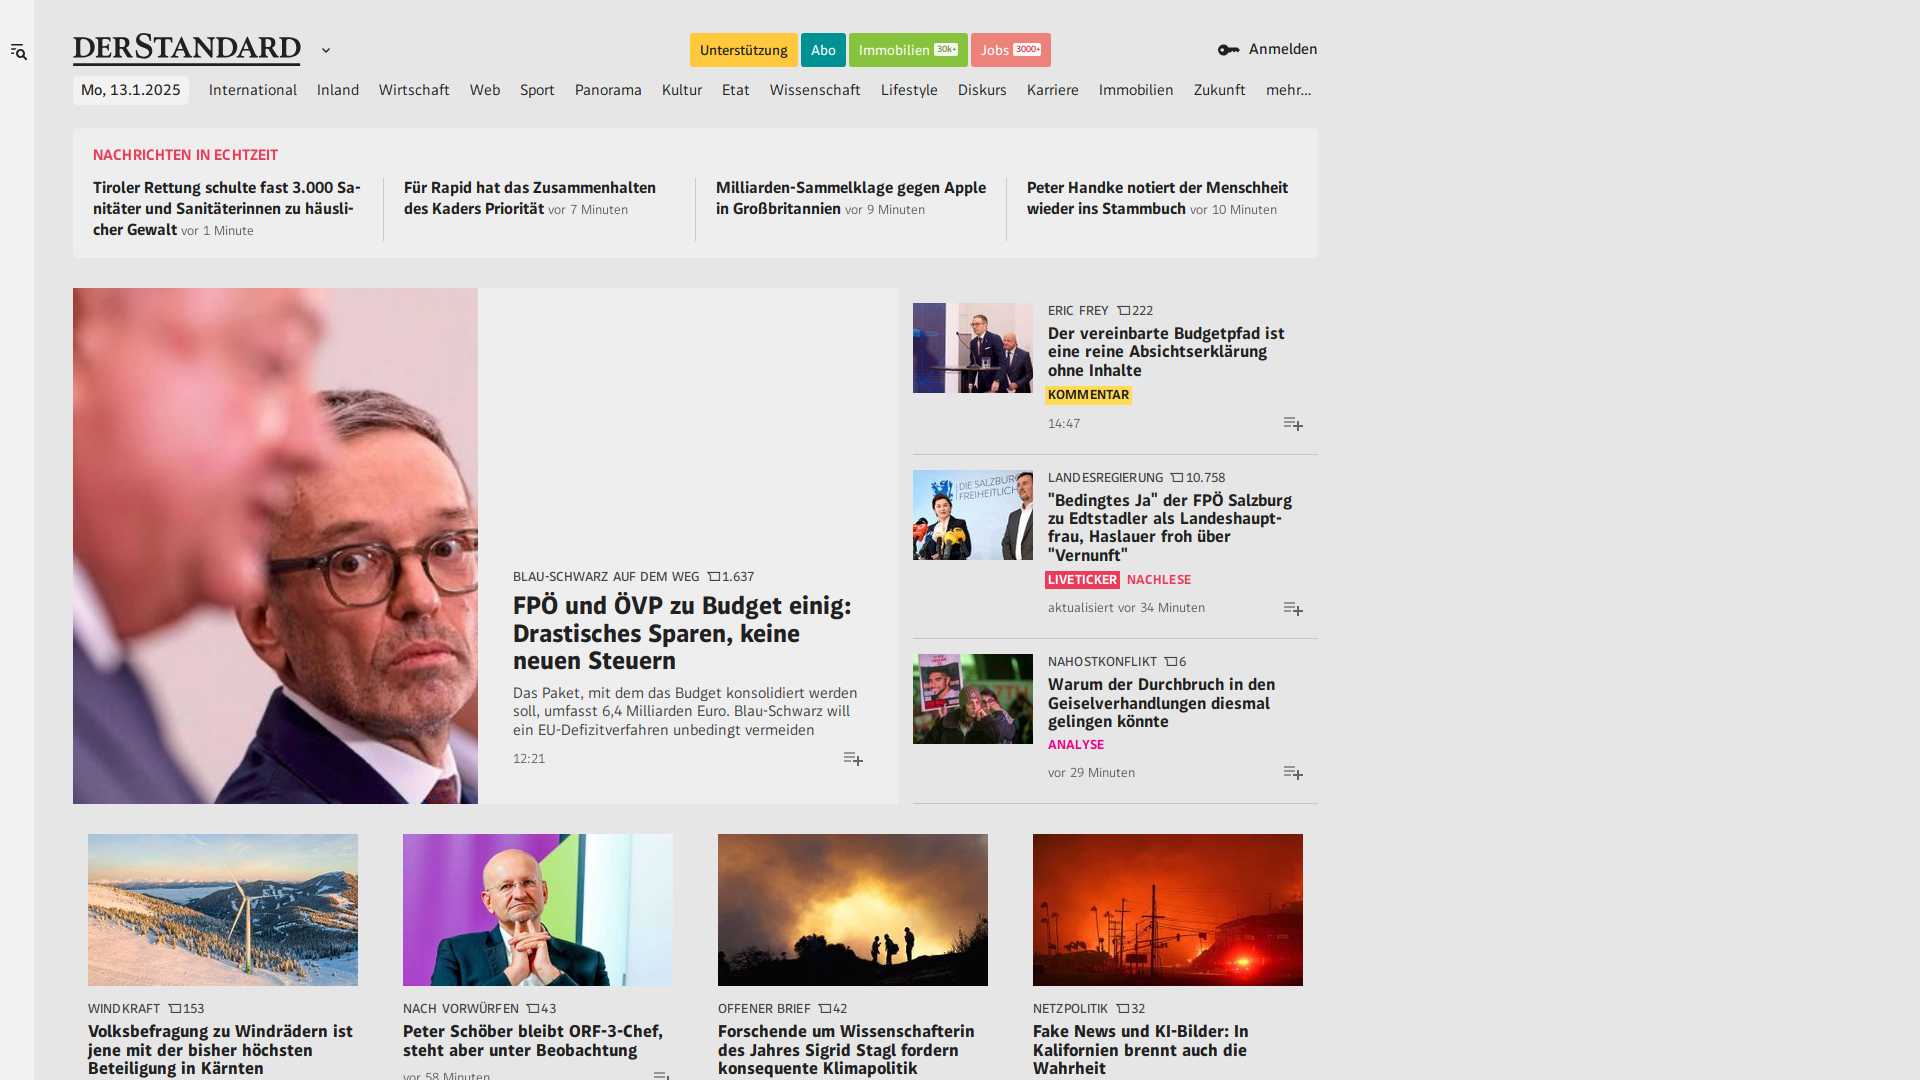 DERSTANDARD
Unterstützung
Abo
Immobilien 30k+
Jobs 3000+
Anmelden
Mo, 13.1.2025
International
Inland
Wirtschaft
Web
Sport
Panorama
Kultur
Etat
Wissenschaft
Lifestyle
Diskurs
Karriere
Immobilien
Zukunft
mehr...
NACHRICHTEN IN ECHTZEIT
Tiroler Rettung schulte fast 3.000 Sa-
nitäter und Sanitäterinnen zu häusli-
cher Gewalt vor 1 Minute
Für Rapid hat das Zusammenhalten
des Kaders Priorität vor 7 Minuten
Milliarden-Sammelklage gegen Apple
in Großbritannien vor 9 Minuten
Peter Handke notiert der Menschheit
wieder ins Stammbuch vor 10 Minuten
BLAU-SCHWARZ AUF DEM WEG 1.637
FPÖ und ÖVP zu Budget einig:
Drastisches Sparen, keine
neuen Steuern
Das Paket, mit dem das Budget konsolidiert werden
soll, umfasst 6,4 Milliarden Euro. Blau-Schwarz will
ein EU-Defizitverfahren unbedingt vermeiden
12:21
ERIC FREY 222
Der vereinbarte Budgetpfad ist
eine reine Absichtserklärung
ohne Inhalte
KOMMENTAR
14:47
DIE SALZBURG
FREIHEITLICH
LANDESREGIERUNG 10.758
"Bedingtes Ja" der FPÖ Salzburg
zu Edtstadler als Landeshaupt-
frau, Haslauer froh über
"Vernunft"
LIVETICKER NACHLESE
aktualisiert vor 34 Minuten
NAHOSTKONFLIKT 6
Warum der Durchbruch in den
Geiselverhandlungen diesmal
gelingen könnte
ANALYSE
vor 29 Minuten
WINDKRAFT 153
Volksbefragung zu Windrädern ist
jene mit der bisher höchsten
Beteiligung in Kärnten
NACH VORWÜRFEN 43
Peter Schöber bleibt ORF-3-Chef,
steht aber unter Beobachtung
vor 58 Minuten
OFFENER BRIEF 42
Forschende um Wissenschafterin
des Jahres Sigrid Stagl fordern
konsequente Klimapolitik
NETZPOLITIK 32
Fake News und KI-Bilder: In
Kalifornien brennt auch die
Wahrheit